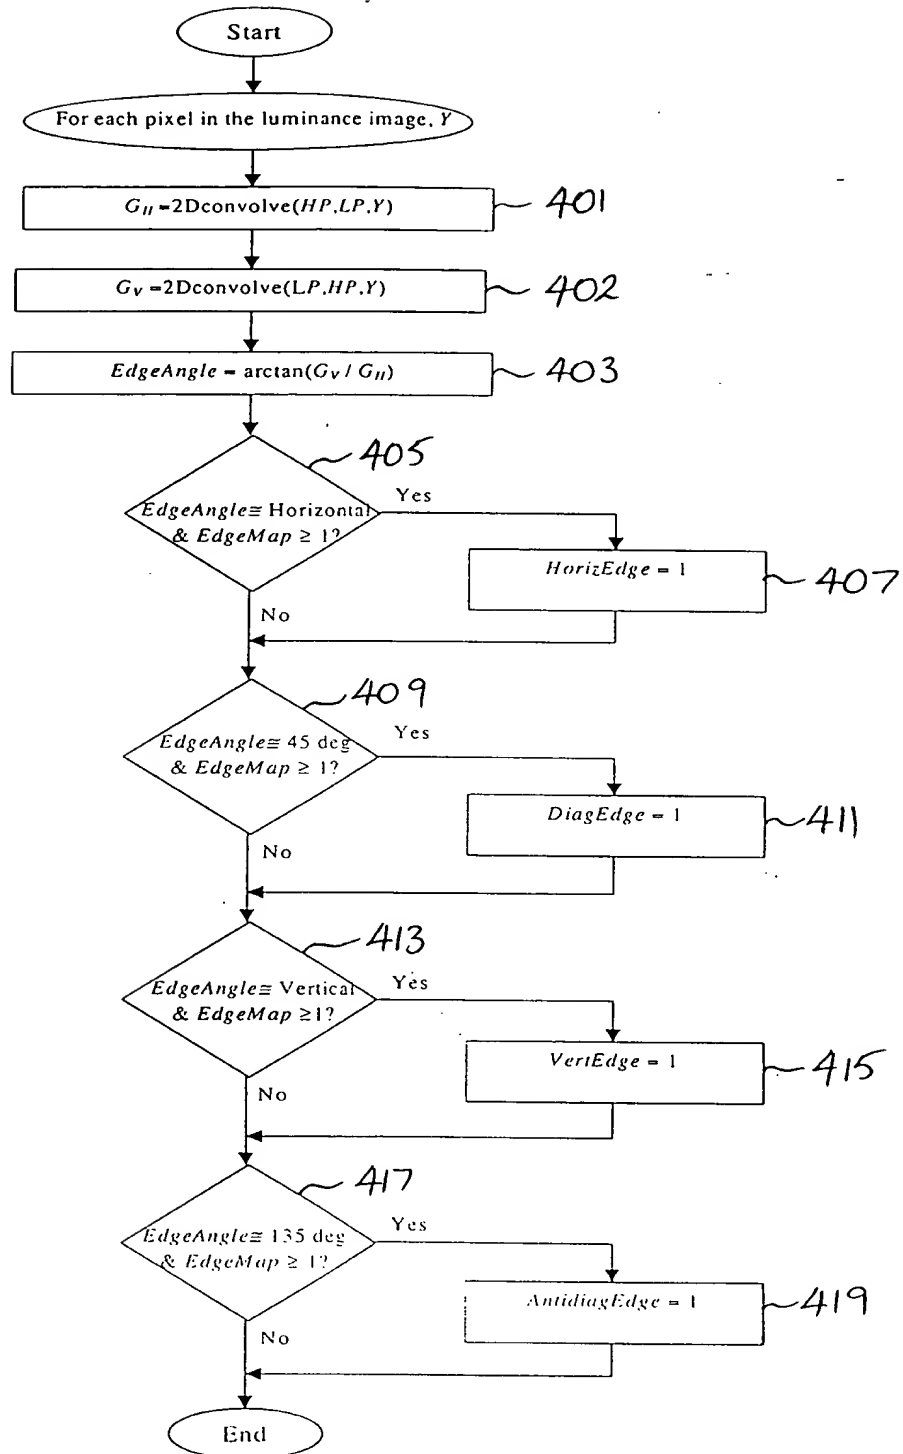 Start
For each pixel in the luminance image, Y
G_H = 2Dconvolve(HP,LP,Y)
401
G_V = 2Dconvolve(LP,HP,Y)
402
EdgeAngle = arctan(G_V / G_H)
403
405
EdgeAngle ≅ Horizontal
& EdgeMap ≥ 1?
Yes
HorizEdge = 1
407
No
409
EdgeAngle ≅ 45 deg
& EdgeMap ≥ 1?
Yes
DiagEdge = 1
411
No
413
EdgeAngle ≅ Vertical
& EdgeMap ≥1?
Yes
VertEdge = 1
415
No
417
EdgeAngle ≅ 135 deg
& EdgeMap ≥ 1?
Yes
AntidiagEdge = 1
419
No
End